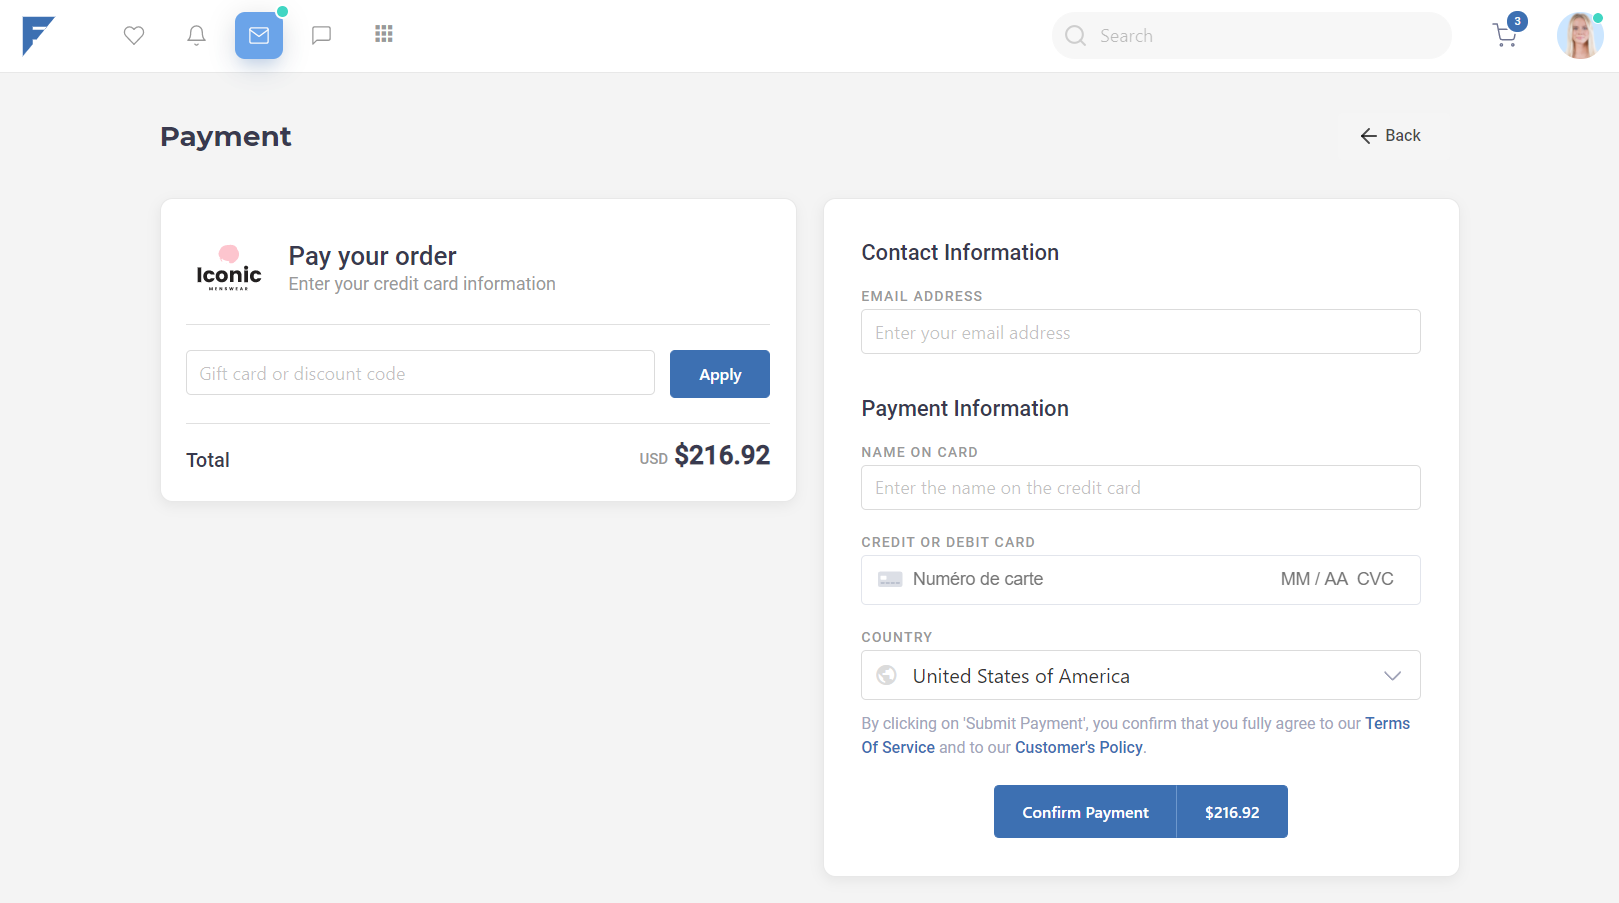 Search
3
Payment
Back
Iconic
MENSWEAR
Pay your order
Enter your credit card information
Gift card or discount code
Apply
Total
USD $216.92
Contact Information
EMAIL ADDRESS
Enter your email address
Payment Information
NAME ON CARD
Enter the name on the credit card
CREDIT OR DEBIT CARD
Numéro de carte MM / AA CVC
COUNTRY
United States of America
By clicking on 'Submit Payment', you confirm that you fully agree to our Terms
Of Service and to our Customer's Policy.
Confirm Payment $216.92